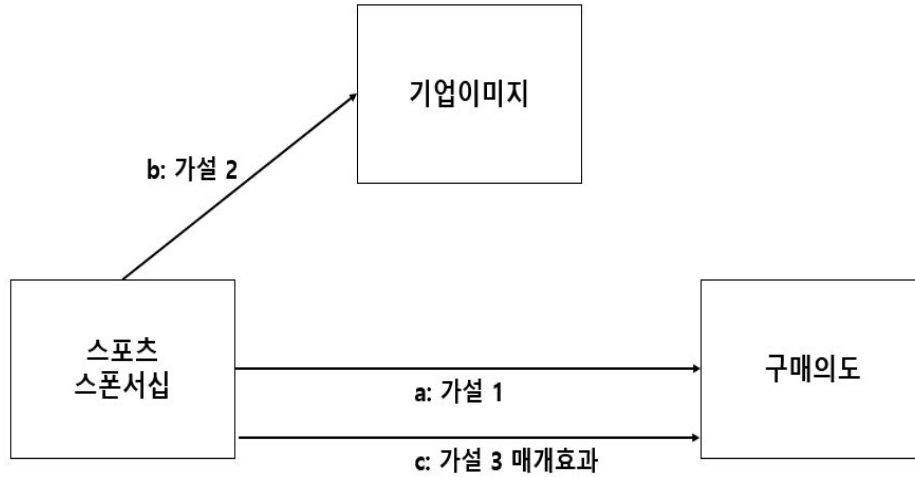 기업이미지
b: 가설 2
스포츠
스폰서십
구매의도
a: 가설 1
c: 가설 3 매개효과